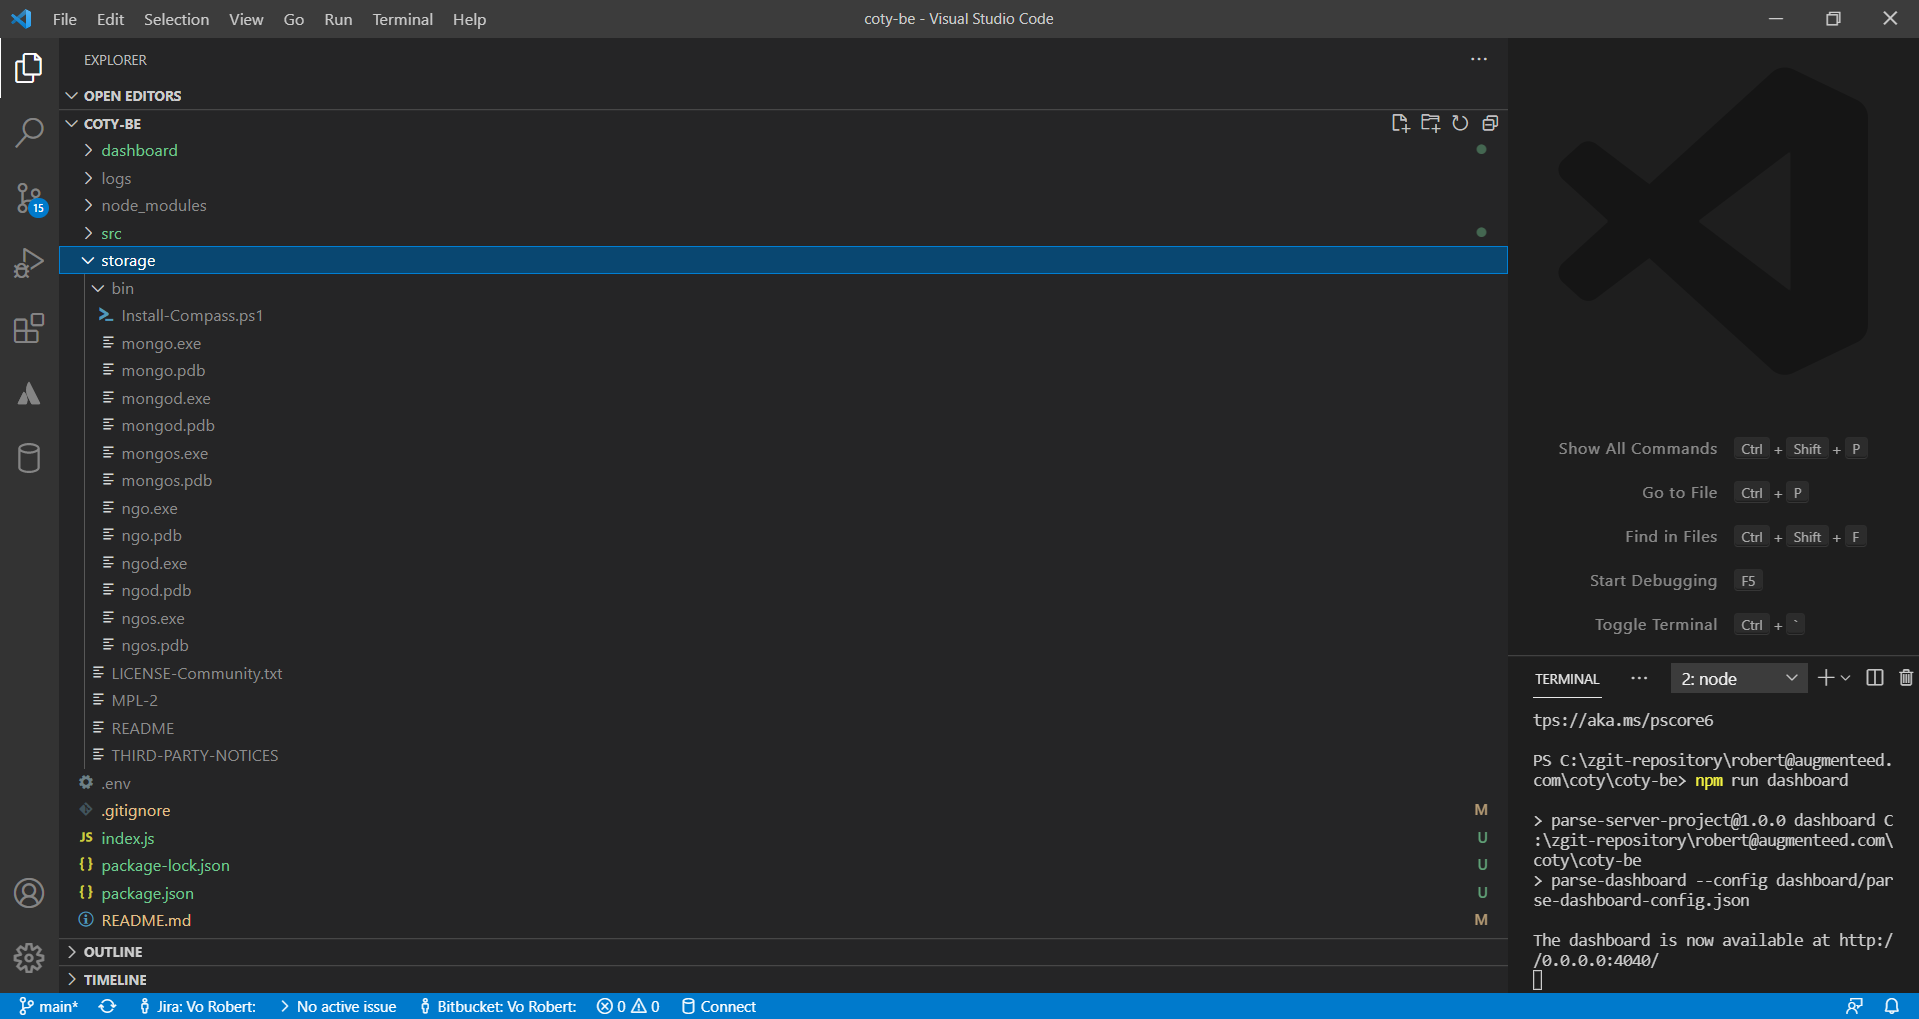 File Edit Selection View Go Run Terminal Help
coty-be - Visual Studio Code
EXPLORER
OPEN EDITORS
COTY-BE
dashboard
logs
node_modules
15
src
storage
bin
Install-Compass.ps1
mongo.exe
mongo.pdb
mongod.exe
mongod.pdb
mongos.exe
mongos.pdb
ngo.exe
ngo.pdb
ngod.exe
ngod.pdb
ngos.exe
ngos.pdb
LICENSE-Community.txt
MPL-2
README
THIRD-PARTY-NOTICES
.env
.gitignore M
JS index.js U
{} package-lock.json U
{} package.json U
README.md M
OUTLINE
TIMELINE
Show All Commands Ctrl + Shift + P
Go to File Ctrl + P
Find in Files Ctrl + Shift + F
Start Debugging F5
Toggle Terminal Ctrl + `
TERMINAL ... 2: node
tps://aka.ms/pscore6
PS C:\zgit-repository\robert@augmenteed.
com\coty\coty-be> npm run dashboard
> parse-server-project@1.0.0 dashboard C
:\zgit-repository\robert@augmenteed.com\
coty\coty-be
> parse-dashboard --config dashboard/par
se-dashboard-config.json
The dashboard is now available at http:/
/0.0.0.0:4040/
main* Jira: Vo Robert: No active issue Bitbucket: Vo Robert: 0 0 Connect